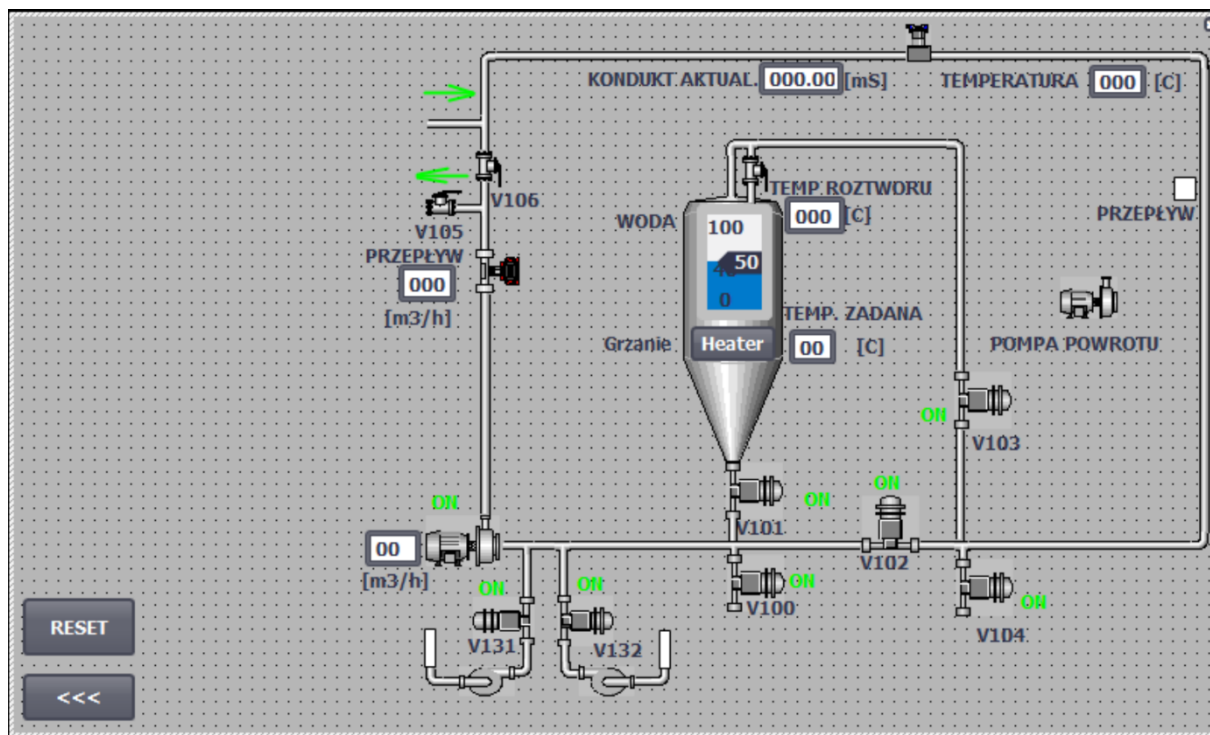 KONDUKT AKTUAL. 000.00 [mS]
TEMPERATURA 000 [C]
V106
V105
PRZEPŁYW
000
[m3/h]
WODA
TEMP. ROZTWORU
000 [C]
100
50
0
TEMP. ZADANA
Grzanie Heater 00 [C]
PRZEPŁYW
POMPA POWROTU
ON
V103
ON
V101
ON
V102
ON
00
[m3/h]
ON
V131
ON
V132
ON
V100
ON
V104
RESET
<<<